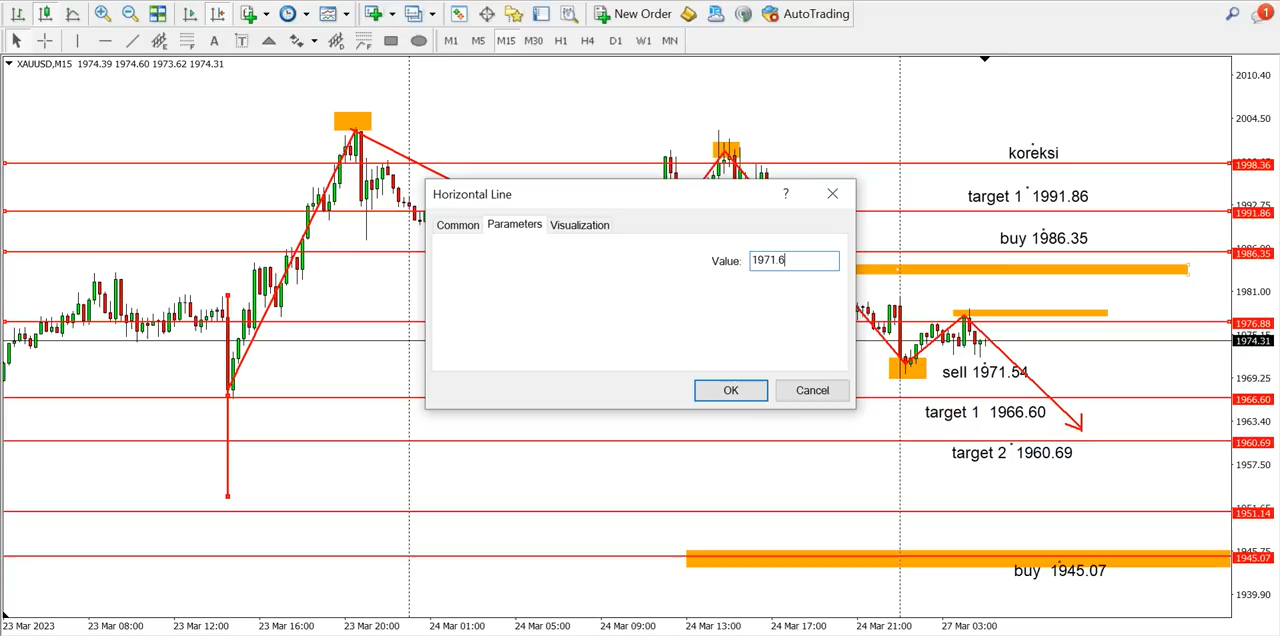 New Order
AutoTrading
1
A
T
E
F
M1 M5 M15 M30 H1 H4 D1 W1 MN
XAUUSD,M15 1974.39 1974.60 1973.62 1974.31
2010.40
2004.50
koreksi
1998.36
Horizontal Line
?
target 1 1991.86
1992.75
1991.86
Common Parameters Visualization
buy 1986.35
1986.35
Value: 1971.6
1981.00
1976.88
1974.31
sell 1971.54
1969.25
OK Cancel
1966.60
target 1 1966.60
1963.40
1960.69
target 2 1960.69
1957.50
1951.14
1945.75
1945.07
buy 1945.07
1939.90
23 Mar 2023 23 Mar 08:00 23 Mar 12:00 23 Mar 16:00 23 Mar 20:00 24 Mar 01:00 24 Mar 05:00 24 Mar 09:00 24 Mar 13:00 24 Mar 17:00 24 Mar 21:00 27 Mar 03:00